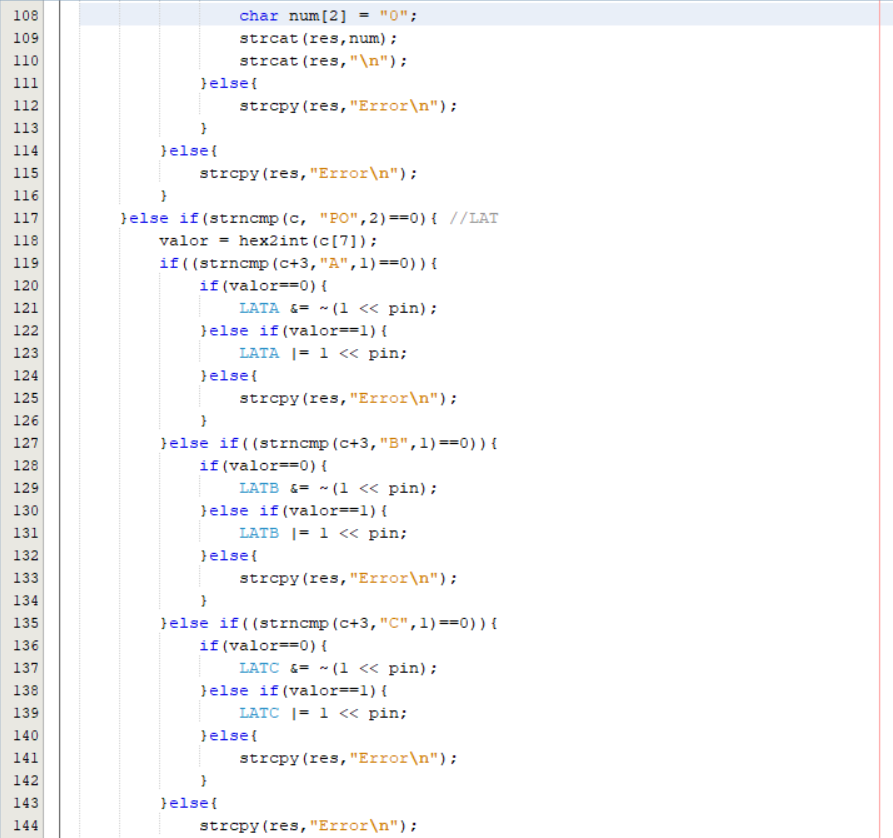 108 char num[2] = "0";
109 strcat(res,num);
110 strcat(res,"\n");
111 }else{
112 strcpy(res,"Error\n");
113 }
114 }else{
115 strcpy(res,"Error\n");
116 }
117 }else if(strncmp(c, "PO",2)==0){ //LAT
118 valor = hex2int(c[7]);
119 if((strncmp(c+3,"A",1)==0)){
120 if(valor==0){
121 LATA &= ~(1 << pin);
122 }else if(valor==1){
123 LATA |= 1 << pin;
124 }else{
125 strcpy(res,"Error\n");
126 }
127 }else if((strncmp(c+3,"B",1)==0)){
128 if(valor==0){
129 LATB &= ~(1 << pin);
130 }else if(valor==1){
131 LATB |= 1 << pin;
132 }else{
133 strcpy(res,"Error\n");
134 }
135 }else if((strncmp(c+3,"C",1)==0)){
136 if(valor==0){
137 LATC &= ~(1 << pin);
138 }else if(valor==1){
139 LATC |= 1 << pin;
140 }else{
141 strcpy(res,"Error\n");
142 }
143 }else{
144 strcpy(res,"Error\n");